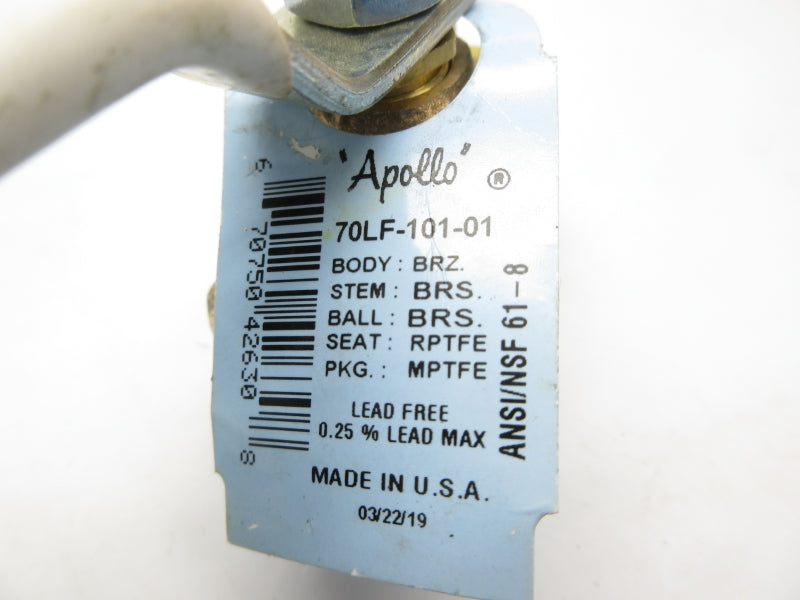 "Apollo" ®
70LF-101-01
BODY : BRZ.
STEM : BRS.
BALL : BRS.
SEAT : RPTFE
PKG. : MPTFE
LEAD FREE
0.25 % LEAD MAX
MADE IN U.S.A.
03/22/19
ANSI/NSF 61-8
6 70750 42630 8